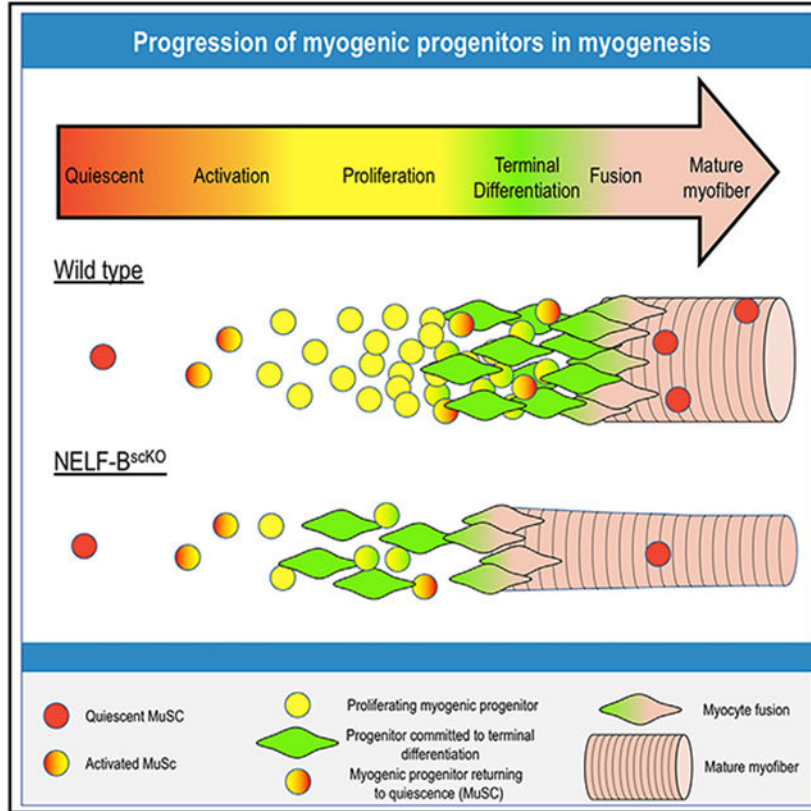 Progression of myogenic progenitors in myogenesis
Quiescent Activation Proliferation Terminal Differentiation Fusion Mature myofiber
Wild type
NELF-BscKO
Quiescent MuSC
Activated MuSc
Proliferating myogenic progenitor
Progenitor committed to terminal
differentiation
Myogenic progenitor returning
to quiescence (MuSC)
Myocyte fusion
Mature myofiber